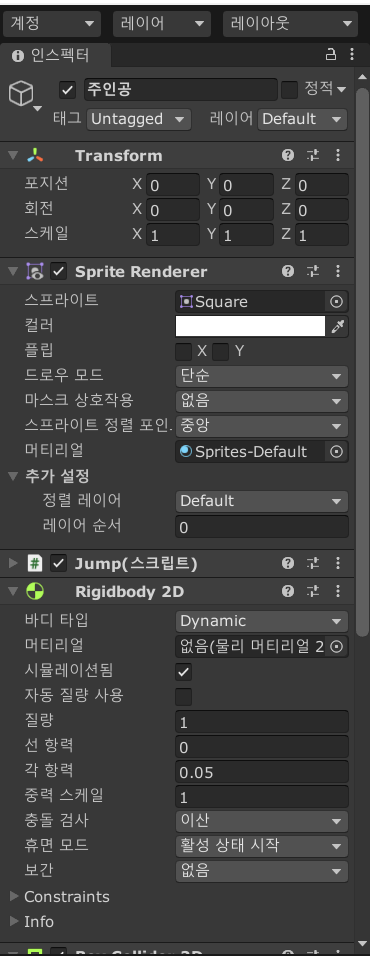 계정 레이어 레이아웃
인스펙터
주인공 정적
태그 Untagged 레이어 Default
Transform
포지션 X 0 Y 0 Z 0
회전 X 0 Y 0 Z 0
스케일 X 1 Y 1 Z 1
Sprite Renderer
스프라이트 Square
컬러
플립 X Y
드로우 모드 단순
마스크 상호작용 없음
스프라이트 정렬 포인. 중앙
머티리얼 Sprites-Default
추가 설정
정렬 레이어 Default
레이어 순서 0
# Jump(스크립트)
Rigidbody 2D
바디 타입 Dynamic
머티리얼 없음(물리 머티리얼 2
시뮬레이션됨
자동 질량 사용
질량 1
선 항력 0
각 항력 0.05
중력 스케일 1
충돌 검사 이산
휴면 모드 활성 상태 시작
보간 없음
Constraints
Info
Box Collider 2D